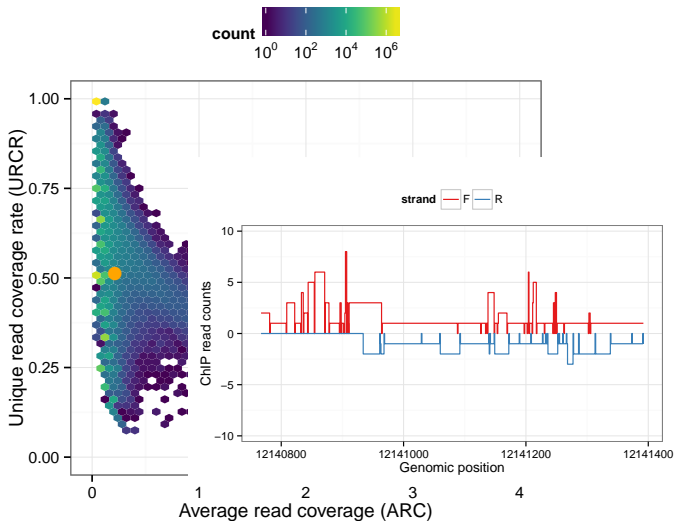 count
10^0 10^2 10^4 10^6
Unique read coverage rate (URCR)
1.00
0.75
0.50
0.25
0.00
0 1 2 3 4
Average read coverage (ARC)
strand F R
ChIP read counts
10
5
0
−5
−10
12140800 12141000 12141200 12141400
Genomic position